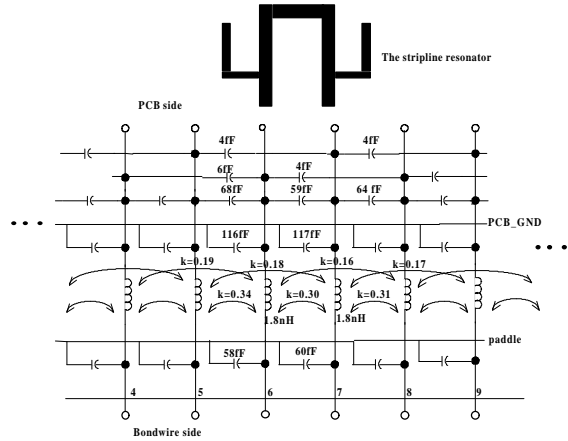 The stripline resonator
PCB side
4fF 4fF
6fF 4fF
68fF 59fF 64 fF
PCB_GND
116fF 117fF
k=0.19 k=0.18 k=0.16 k=0.17
k=0.34 k=0.30 k=0.31
1.8nH 1.8nH
paddle
58fF 60fF
4 5 6 7 8 9
Bondwire side